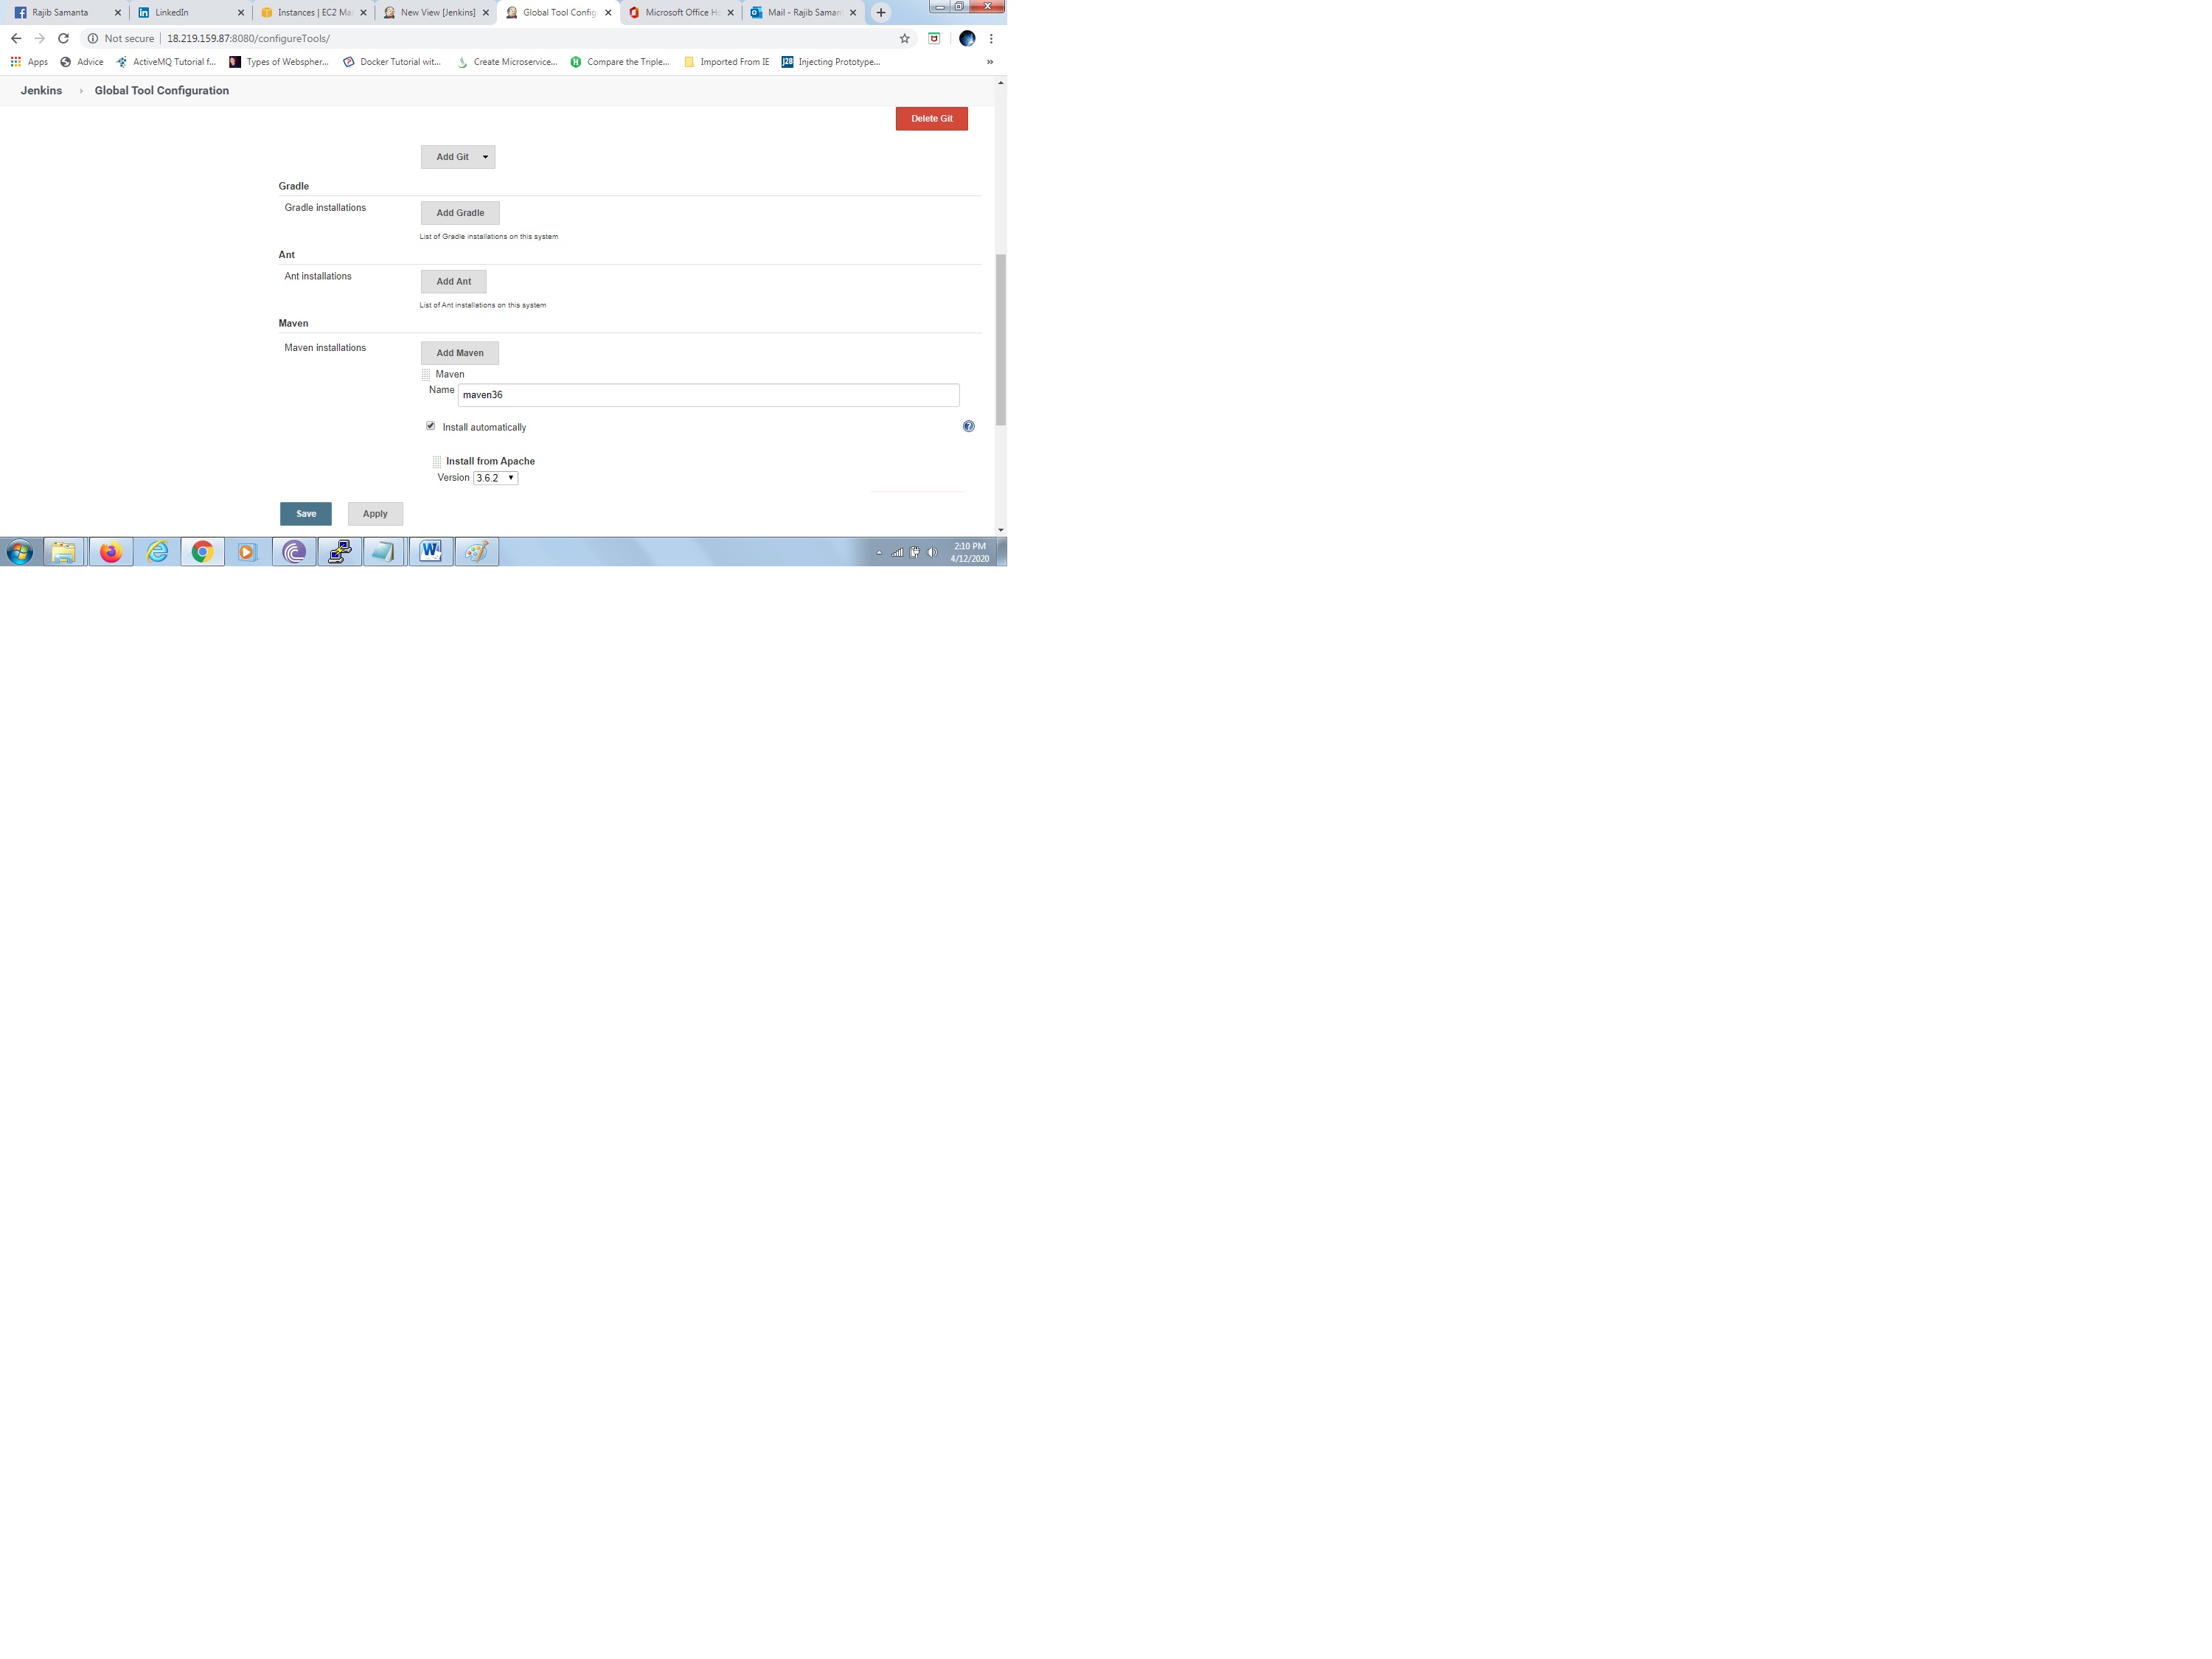 Rajib Samanta
LinkedIn
Instances | EC2 Ma
New View [Jenkins]
Global Tool Config
Microsoft Office Ho
Mail - Rajib Samant
Not secure | 18.219.159.87:8080/configureTools/
Apps Advice ActiveMQ Tutorial f... Types of Webspher... Docker Tutorial wit... Create Microservice... Compare the Triple... Imported From IE Injecting Prototype... »
Jenkins › Global Tool Configuration
Delete Git
Add Git
Gradle
Gradle installations
Add Gradle
List of Gradle installations on this system
Ant
Ant installations
Add Ant
List of Ant installations on this system
Maven
Maven installations
Add Maven
Maven
Name maven36
Install automatically
Install from Apache
Version 3.6.2
Save Apply
2:10 PM
4/12/2020